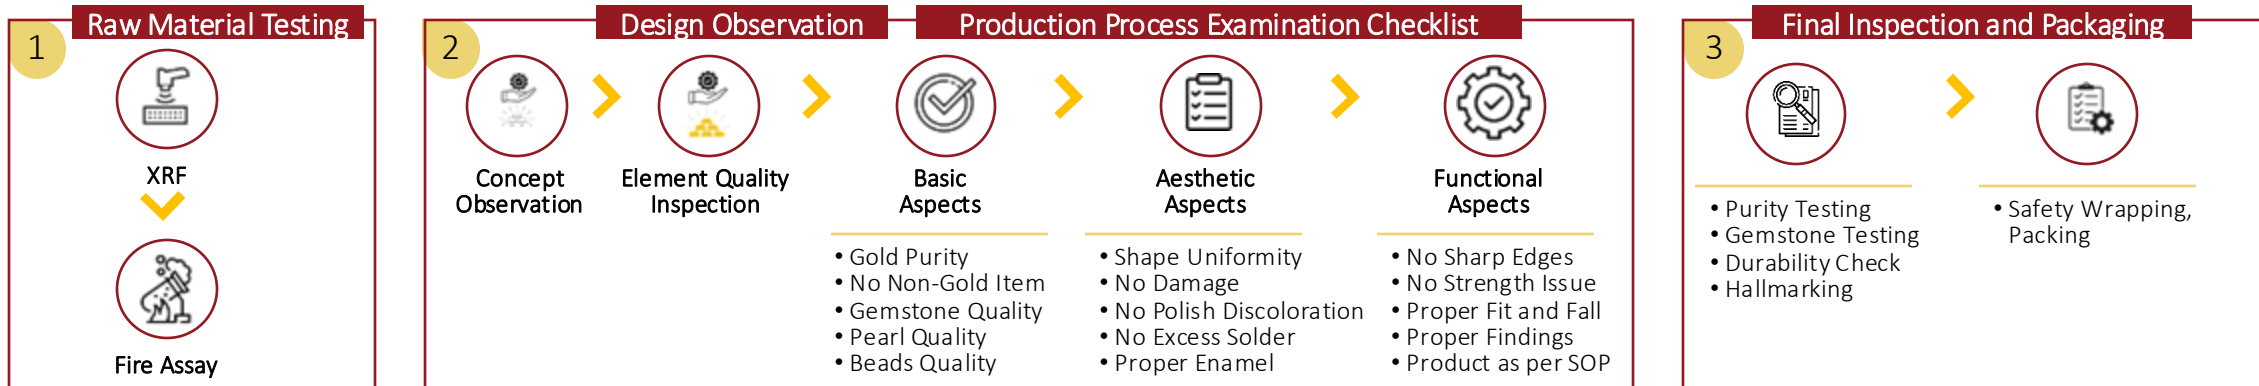 1
Raw Material Testing
XRF
Fire Assay
2
Design Observation
Production Process Examination Checklist
Concept
Observation
Element Quality
Inspection
Basic
Aspects
• Gold Purity
• No Non-Gold Item
• Gemstone Quality
• Pearl Quality
• Beads Quality
Aesthetic
Aspects
• Shape Uniformity
• No Damage
• No Polish Discoloration
• No Excess Solder
• Proper Enamel
Functional
Aspects
• No Sharp Edges
• No Strength Issue
• Proper Fit and Fall
• Proper Findings
• Product as per SOP
3
Final Inspection and Packaging
• Purity Testing
• Gemstone Testing
• Durability Check
• Hallmarking
• Safety Wrapping,
Packing